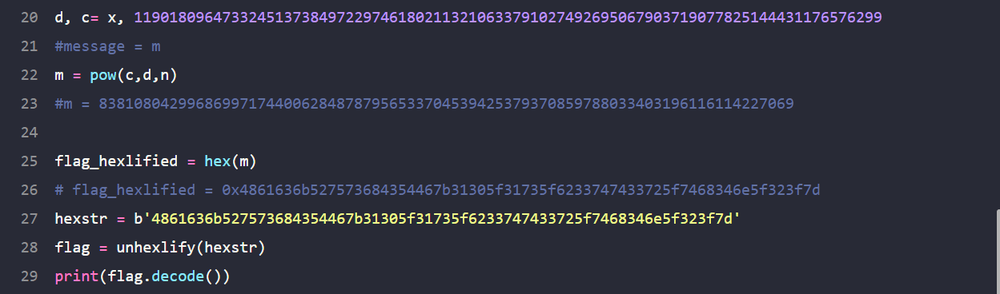 20 d, c= x, 11901809647332451373849722974618021132106337910274926950679037190778251444431176576299
21 #message = m
22 m = pow(c,d,n)
23 #m = 8381080429968699717440062848787956533704539425379370859788033403196116114227069
24
25 flag_hexlified = hex(m)
26 # flag_hexlified = 0x4861636b527573684354467b31305f31735f6233747433725f7468346e5f323f7d
27 hexstr = b'4861636b527573684354467b31305f31735f6233747433725f7468346e5f323f7d'
28 flag = unhexlify(hexstr)
29 print(flag.decode())